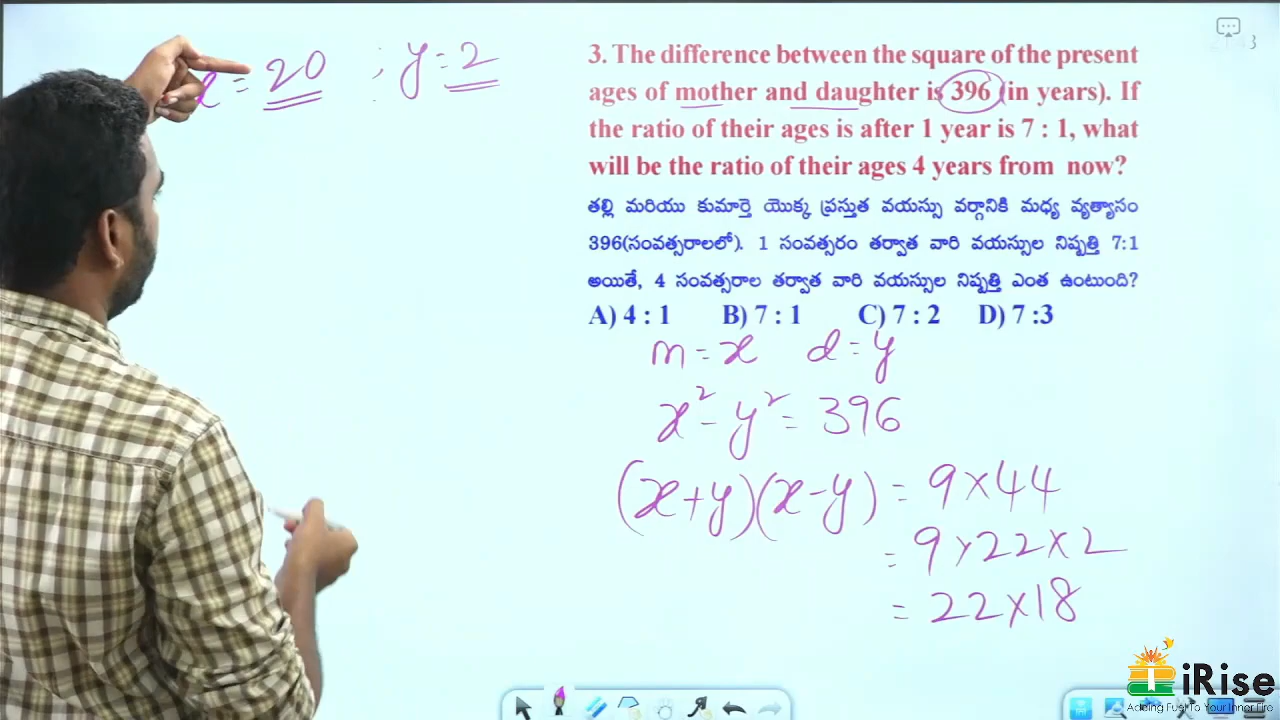 x = 20 ; y = 2
3. The difference between the square of the present
ages of mother and daughter is 396 (in years). If
the ratio of their ages is after 1 year is 7 : 1, what
will be the ratio of their ages 4 years from now?
తల్లి మరియు కుమార్తె యొక్క ప్రస్తుత వయస్సు వర్గానికి మధ్య వ్యత్యాసం
396(సంవత్సరాలలో). 1 సంవత్సరం తర్వాత వారి వయస్సుల నిష్పత్తి 7:1
అయితే, 4 సంవత్సరాల తర్వాత వారి వయస్సుల నిష్పత్తి ఎంత ఉంటుంది?
A) 4 : 1 B) 7 : 1 C) 7 : 2 D) 7 :3
m = x d = y
x² - y² = 396
(x+y)(x-y) = 9×44
= 9×22×2
= 22×18
iRise
Adding Fuel To Your Inner Fire